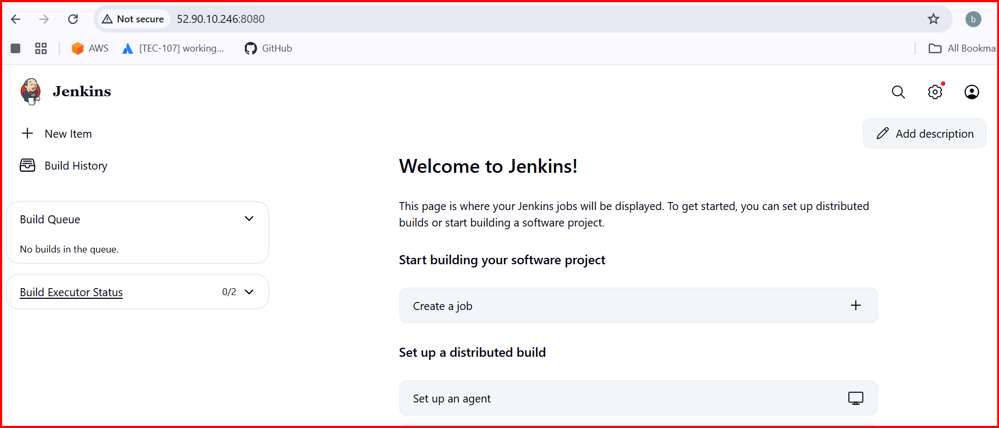 Not secure 52.90.10.246:8080
b
AWS [TEC-107] working... GitHub All Bookma
Jenkins
New Item
Add description
Build History
Welcome to Jenkins!
This page is where your Jenkins jobs will be displayed. To get started, you can set up distributed
builds or start building a software project.
Build Queue
No builds in the queue.
Start building your software project
Build Executor Status 0/2
Create a job
Set up a distributed build
Set up an agent